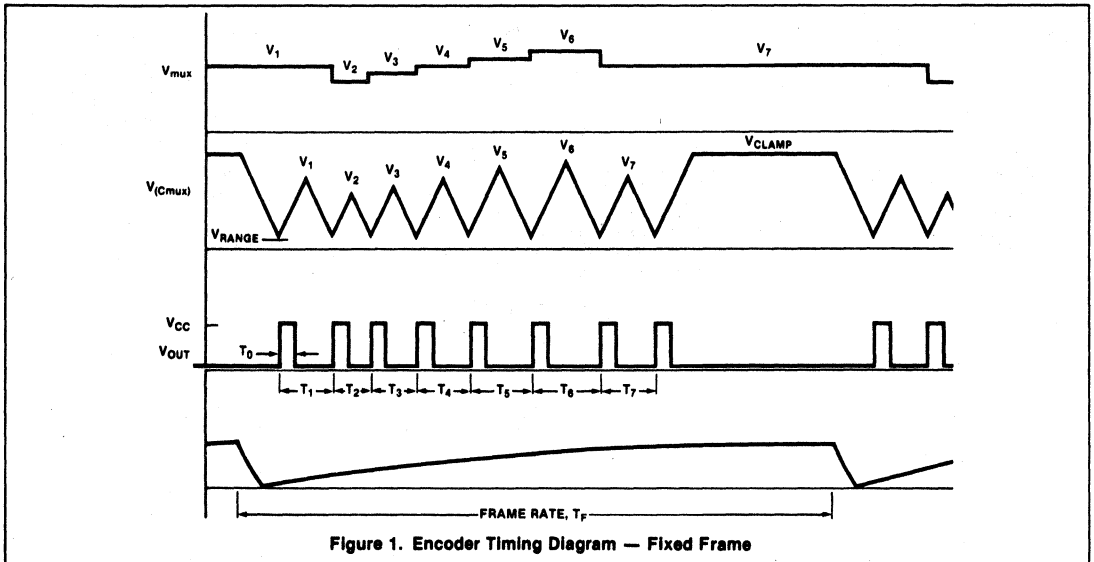 V1 V2 V3 V4 V5 V6 V7
Vmux
VCLAMP
V1 V2 V3 V4 V5 V6 V7
V(Cmux)
VRANGE
VCC
VOUT
T0
T1 T2 T3 T4 T5 T6 T7
FRAME RATE, TF
Figure 1. Encoder Timing Diagram — Fixed Frame